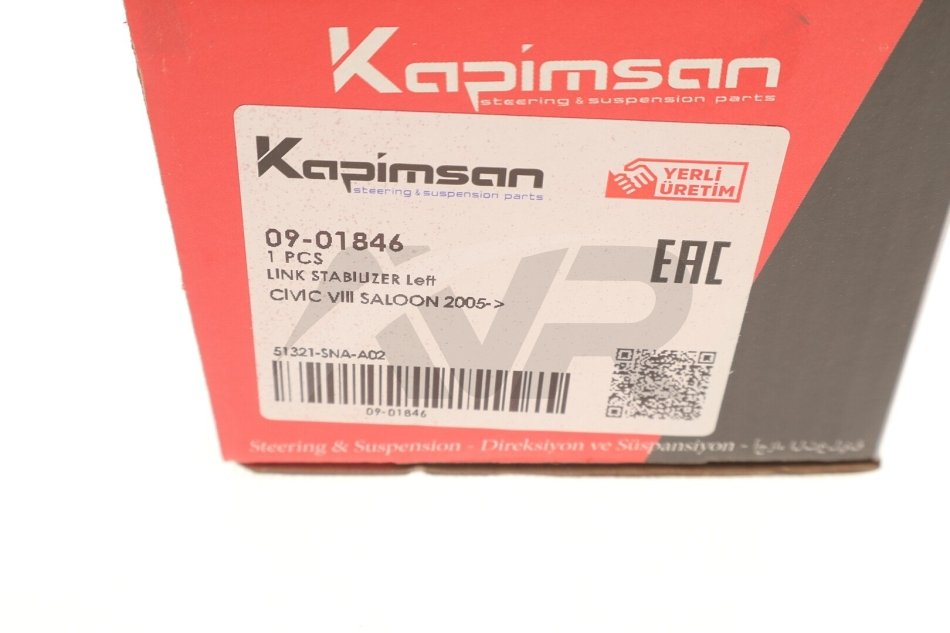 Kapimsan
steering & suspension parts
Kapimsan
steering & suspension parts
YERLİ
ÜRETİM
09-01846
1 PCS
LINK STABILIZER Left
CIVIC VIII SALOON 2005->
EAC
KVP
51321-SNA-A02
09-01846
Steering & Suspension - Direksiyon ve Süspansiyon -